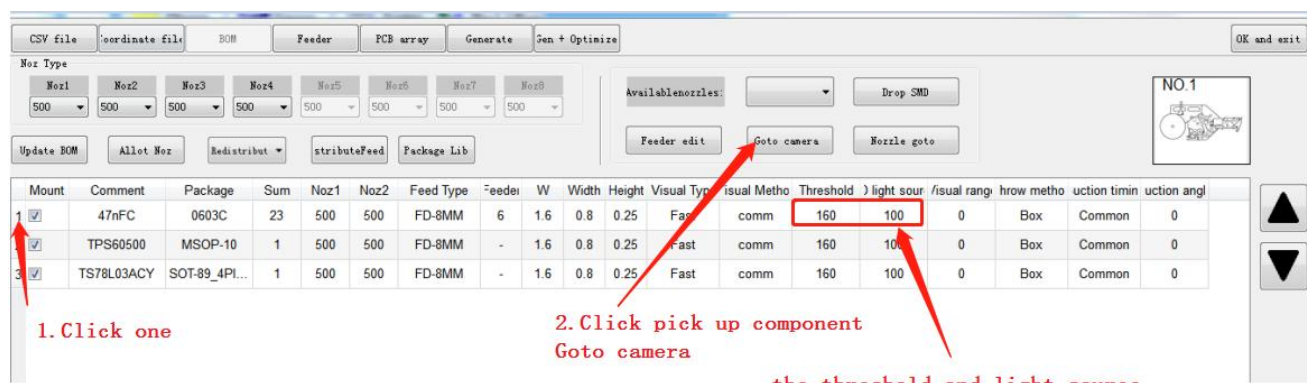 CSV file oordinate file BOM Feeder PCB array Generate Gen + Optimize OK and exit
Noz Type
Noz1 Noz2 Noz3 Noz4 Noz5 Noz6 Noz7 Noz8
500 500 500 500 500 500 500 500
Availablenozzles: Drop SMD
NO.1
Update BOM Allot Noz Redistribut stributeFeed Package Lib
Feeder edit Goto camera Nozzle goto
Mount Comment Package Sum Noz1 Noz2 Feed Type Feeder W Width Height Visual Type isual Metho Threshold light sour /isual rang hrow metho uction timin uction angl
1 47nFC 0603C 23 500 500 FD-8MM 6 1.6 0.8 0.25 Fast comm 160 100 0 Box Common 0
TPS60500 MSOP-10 1 500 500 FD-8MM - 1.6 0.8 0.25 Fast comm 160 100 0 Box Common 0
3 TS78L03ACY SOT-89_4PI... 1 500 500 FD-8MM - 1.6 0.8 0.25 Fast comm 160 100 0 Box Common 0
1.Click one
2.Click pick up component
Goto camera
the threshold and light source